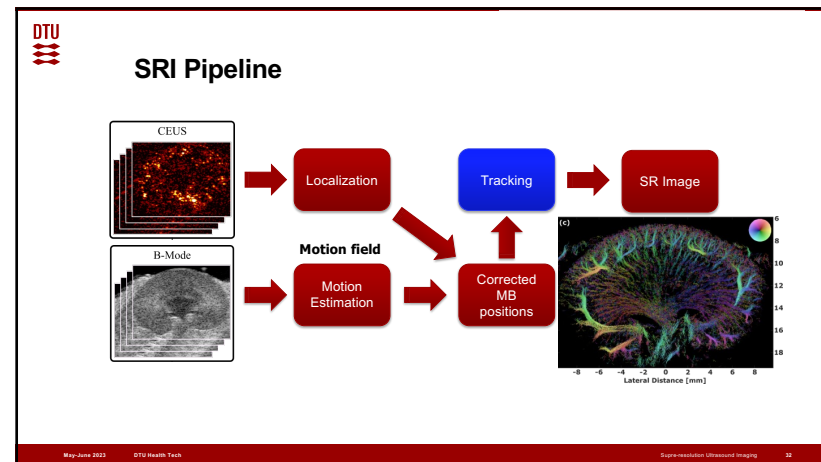 DTU
SRI Pipeline
CEUS
Localization
Tracking
SR Image
B-Mode
Motion field
Motion
Estimation
Corrected
MB
positions
(c)
6
8
10
12
14
16
18
-8 -6 -4 -2 0 2 4 6 8
Lateral Distance [mm]
May-June 2023 DTU Health Tech Supre-resolution Ultrasound Imaging 32